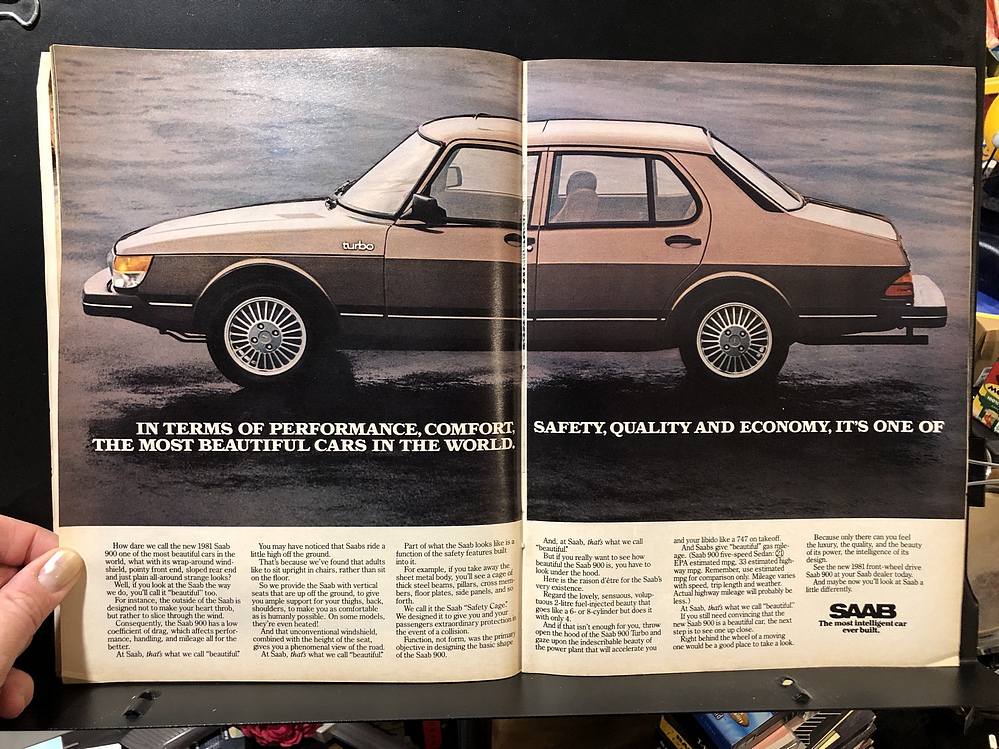 turbo
IN TERMS OF PERFORMANCE, COMFORT, SAFETY, QUALITY AND ECONOMY, IT'S ONE OF
THE MOST BEAUTIFUL CARS IN THE WORLD.
How dare we call the new 1981 Saab
900 one of the most beautiful cars in the
world, what with its wrap-around wind-
shield, pointy front end, sloped rear end
and just plain all-around strange looks?
Well, if you look at the Saab the way
we do, you'll call it "beautiful" too.
For instance, the outside of the Saab is
designed not to make your heart throb,
but rather to slice through the wind.
Consequently, the Saab 900 has a low
coefficient of drag, which affects perfor-
mance, handling, and mileage all for the
better.
At Saab, that's what we call "beautiful."
You may have noticed that Saabs ride a
little high off the ground.
That's because we've found that adults
like to sit upright in chairs, rather than sit
on the floor.
So we provide the Saab with vertical
seats that are up off the ground, to give
you ample support for your thighs, back,
shoulders, to make you as comfortable
as is humanly possible. On some models,
they're even heated!
And that unconventional windshield,
combined with the height of the seat,
gives you a phenomenal view of the road.
At Saab, that's what we call "beautiful."
Part of what the Saab looks like is a
function of the safety features built
into it.
For example, if you take away the
sheet metal body, you'll see a cage of
thick steel beams, pillars, cross mem-
bers, floor plates, side panels, and so
forth.
We call it the Saab "Safety Cage."
We designed it to give you and your
passengers extraordinary protection in
the event of a collision.
Function, not form, was the primary
objective in designing the basic shape
of the Saab 900.
And, at Saab, that's what we call
"beautiful."
But if you really want to see how
beautiful the Saab 900 is, you have to
look under the hood.
Here is the raison d'être for the Saab's
very existence.
Regard the lovely, sensuous, volup-
tuous 2-litre fuel-injected beauty that
goes like a 6- or 8-cylinder but does it
with only 4.
And if that isn't enough for you, throw
open the hood of the Saab 900 Turbo and
gaze upon the indescribable beauty of
the power plant that will accelerate you
and your libido like a 747 on takeoff.
And Saabs give "beautiful" gas mile-
age. (Saab 900 five-speed Sedan: 21
EPA estimated mpg, 33 estimated high-
way mpg. Remember, use estimated
mpg for comparison only. Mileage varies
with speed, trip length and weather.
Actual highway mileage will probably be
less.)
At Saab, that's what we call "beautiful."
If you still need convincing that the
new Saab 900 is a beautiful car, the next
step is to see one up close.
Right behind the wheel of a moving
one would be a good place to take a look.
Because only there can you feel
the luxury, the quality, and the beauty
of its power, the intelligence of its
design.
See the new 1981 front-wheel drive
Saab 900 at your Saab dealer today.
And maybe now you'll look at Saab a
little differently.
SAAB
The most intelligent car
ever built.